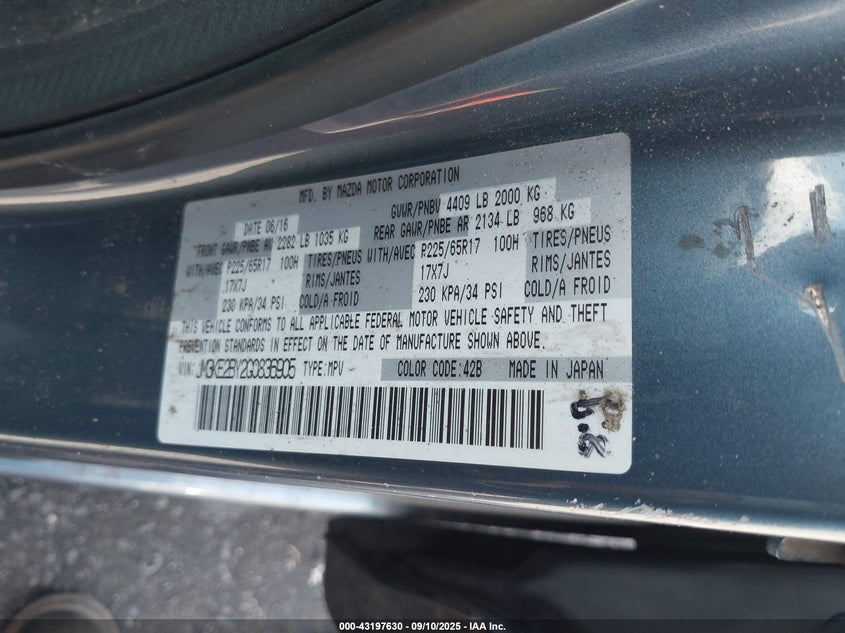 MFD. BY MAZDA MOTOR CORPORATION
DATE 06/16 GVWR/PNBV 4409 LB 2000 KG
FRONT GAWR/PNBE AV 2282 LB 1035 KG REAR GAWR/PNBE AR 2134 LB 968 KG
WITH/AVEC P225/65R17 100H TIRES/PNEUS WITH/AVEC P225/65R17 100H TIRES/PNEUS
17X7J RIMS/JANTES 17X7J RIMS/JANTES
230 KPA/34 PSI COLD/A FROID 230 KPA/34 PSI COLD/A FROID
THIS VEHICLE CONFORMS TO ALL APPLICABLE FEDERAL MOTOR VEHICLE SAFETY AND THEFT
PREVENTION STANDARDS IN EFFECT ON THE DATE OF MANUFACTURE SHOWN ABOVE.
VIN: JM3KE2BY2G0836905 TYPE:MPV COLOR CODE:42B MADE IN JAPAN
000-43197630 - 09/10/2025 - IAA Inc.